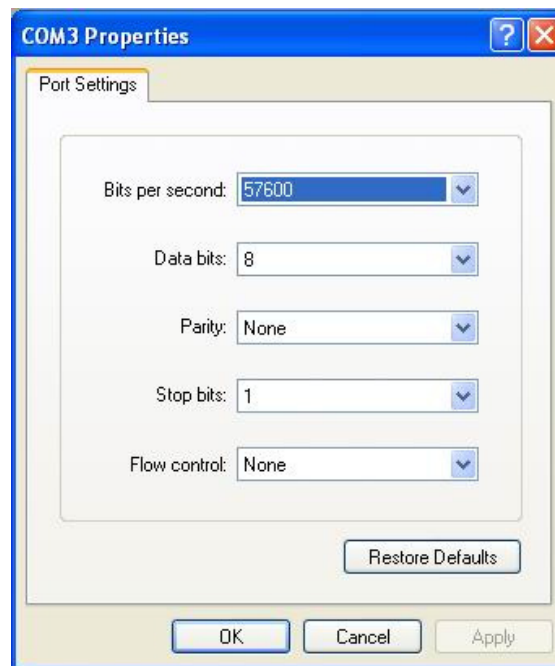 COM3 Properties
Port Settings
Bits per second: 57600
Data bits: 8
Parity: None
Stop bits: 1
Flow control: None
Restore Defaults
OK Cancel Apply